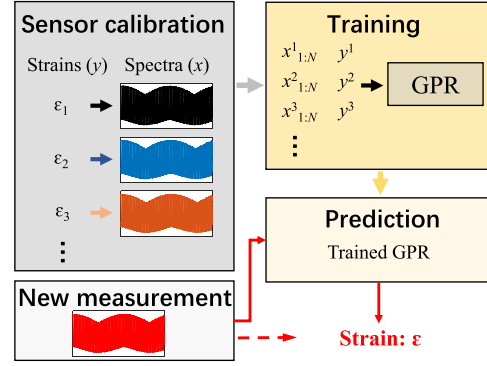 Sensor calibration
Strains (y) Spectra (x)
ε₁
ε₂
ε₃
⋮
Training
x¹₁:N y¹
x²₁:N y²
x³₁:N y³
⋮
GPR
Prediction
Trained GPR
New measurement
Strain: ε